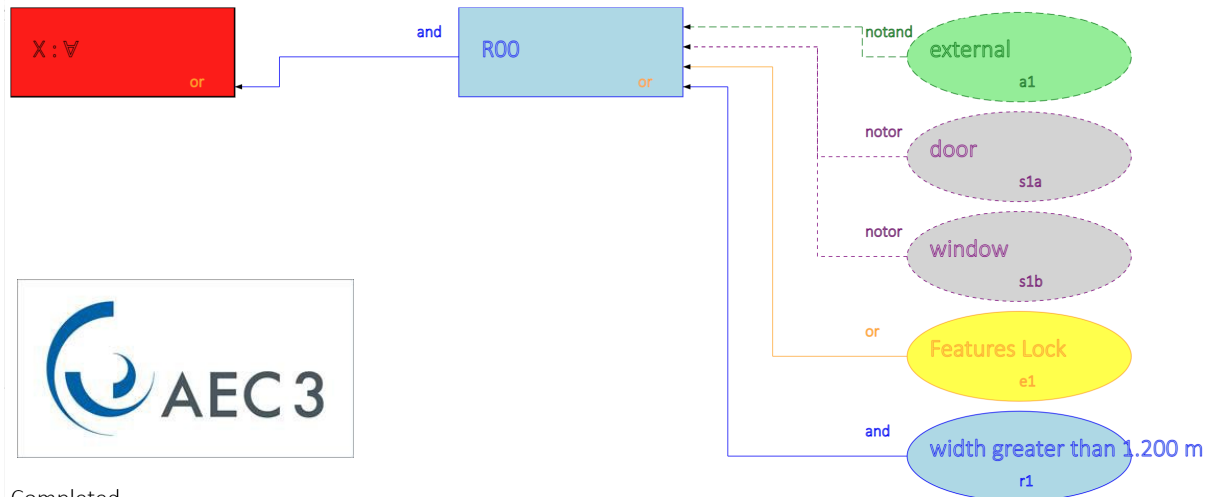 X : ∀
or
and
R00
or
notand
external
a1
notor
door
s1a
notor
window
s1b
or
Features Lock
e1
and
width greater than 1.200 m
r1
AEC 3
Completed